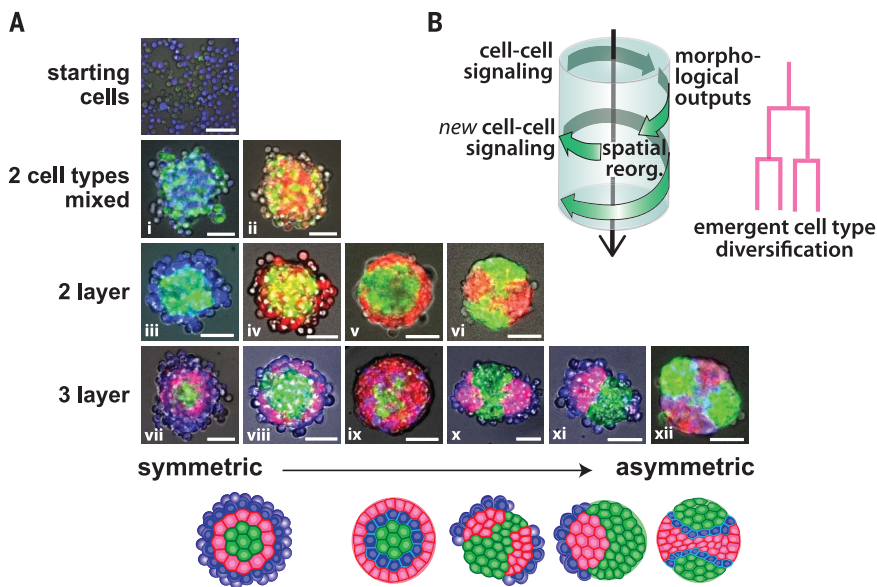 A
starting
cells
2 cell types
mixed
i
ii
2 layer
iii
iv
v
vi
3 layer
vii
viii
ix
x
xi
xii
symmetric
asymmetric
B
cell-cell
signaling
morpho-
logical
outputs
new cell-cell
signaling
spatial
reorg.
emergent cell type
diversification